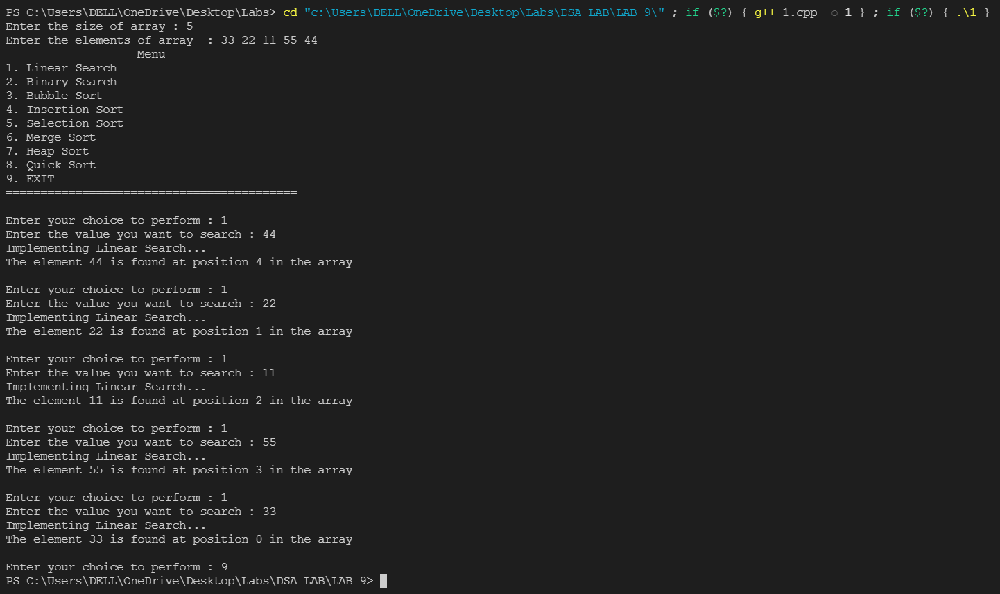 PS C:\Users\DELL\OneDrive\Desktop\Labs> cd "c:\Users\DELL\OneDrive\Desktop\Labs\DSA LAB\LAB 9\" ; if ($?) { g++ 1.cpp -o 1 } ; if ($?) { .\1 }
Enter the size of array : 5
Enter the elements of array  : 33 22 11 55 44
===================Menu===================
1. Linear Search
2. Binary Search
3. Bubble Sort
4. Insertion Sort
5. Selection Sort
6. Merge Sort
7. Heap Sort
8. Quick Sort
9. EXIT
==========================================

Enter your choice to perform : 1
Enter the value you want to search : 44
Implementing Linear Search...
The element 44 is found at position 4 in the array

Enter your choice to perform : 1
Enter the value you want to search : 22
Implementing Linear Search...
The element 22 is found at position 1 in the array

Enter your choice to perform : 1
Enter the value you want to search : 11
Implementing Linear Search...
The element 11 is found at position 2 in the array

Enter your choice to perform : 1
Enter the value you want to search : 55
Implementing Linear Search...
The element 55 is found at position 3 in the array

Enter your choice to perform : 1
Enter the value you want to search : 33
Implementing Linear Search...
The element 33 is found at position 0 in the array

Enter your choice to perform : 9
PS C:\Users\DELL\OneDrive\Desktop\Labs\DSA LAB\LAB 9>